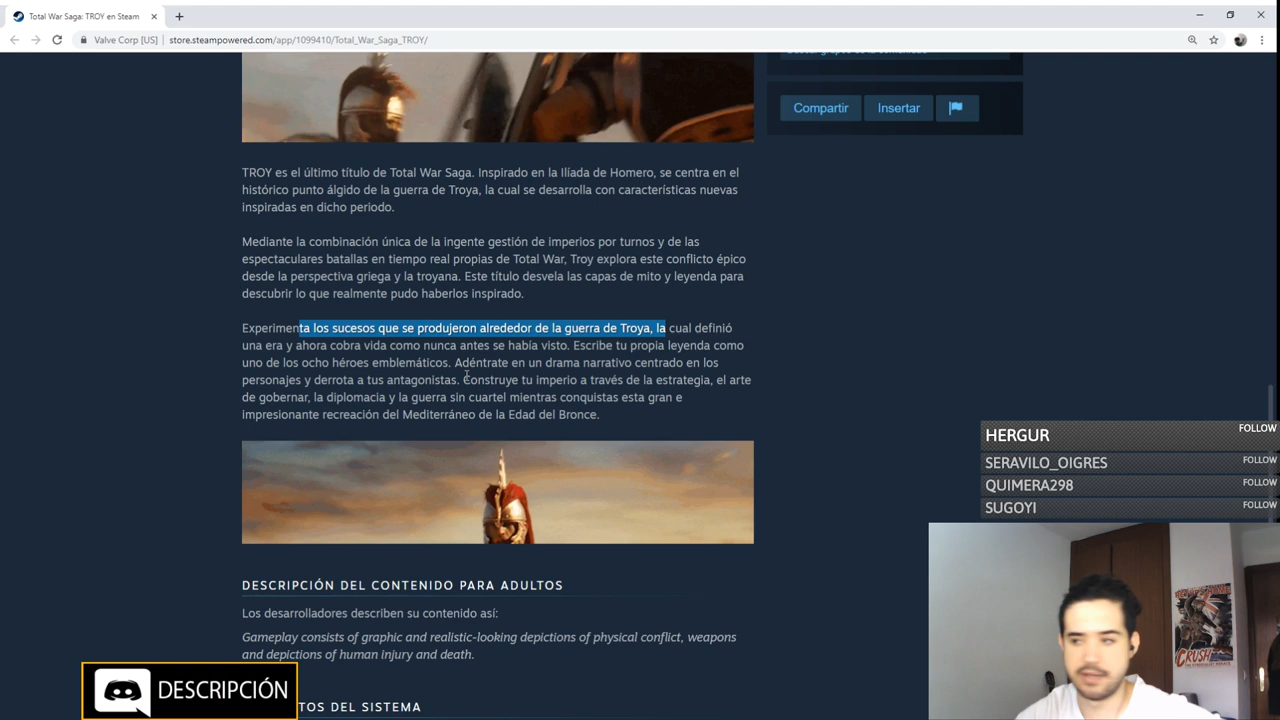 Total War Saga: TROY en Steam
Valve Corp [US] store.steampowered.com/app/1099410/Total_War_Saga_TROY/
Compartir Insertar
TROY es el último título de Total War Saga. Inspirado en la Ilíada de Homero, se centra en el
histórico punto álgido de la guerra de Troya, la cual se desarrolla con características nuevas
inspiradas en dicho periodo.
Mediante la combinación única de la ingente gestión de imperios por turnos y de las
espectaculares batallas en tiempo real propias de Total War, Troy explora este conflicto épico
desde la perspectiva griega y la troyana. Este título desvela las capas de mito y leyenda para
descubrir lo que realmente pudo haberlos inspirado.
Experimenta los sucesos que se produjeron alrededor de la guerra de Troya, la cual definió
una era y ahora cobra vida como nunca antes se había visto. Escribe tu propia leyenda como
uno de los ocho héroes emblemáticos. Adéntrate en un drama narrativo centrado en los
personajes y derrota a tus antagonistas. Construye tu imperio a través de la estrategia, el arte
de gobernar, la diplomacia y la guerra sin cuartel mientras conquistas esta gran e
impresionante recreación del Mediterráneo de la Edad del Bronce.
HERGUR FOLLOW
SERAVILO_OIGRES FOLLOW
QUIMERA298 FOLLOW
SUGOYI FOLLOW
DESCRIPCIÓN DEL CONTENIDO PARA ADULTOS
Los desarrolladores describen su contenido así:
Gameplay consists of graphic and realistic-looking depictions of physical conflict, weapons
and depictions of human injury and death.
CRUSH
DESCRIPCIÓN
TOS DEL SISTEMA